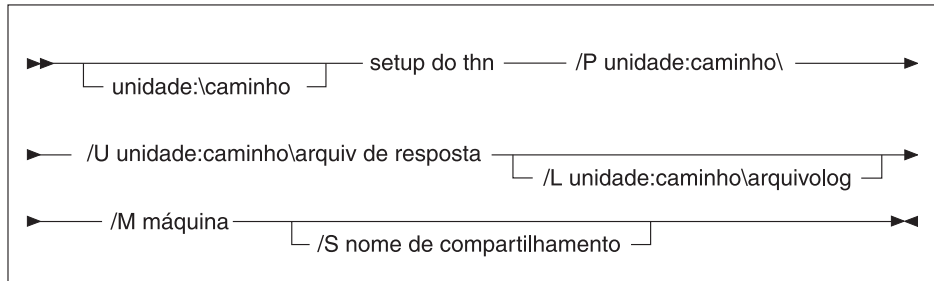 setup do thn /P unidade:caminho\
unidade:\caminho
/U unidade:caminho\arquiv de resposta
/L unidade:caminho\arquivolog
/M máquina
/S nome de compartilhamento